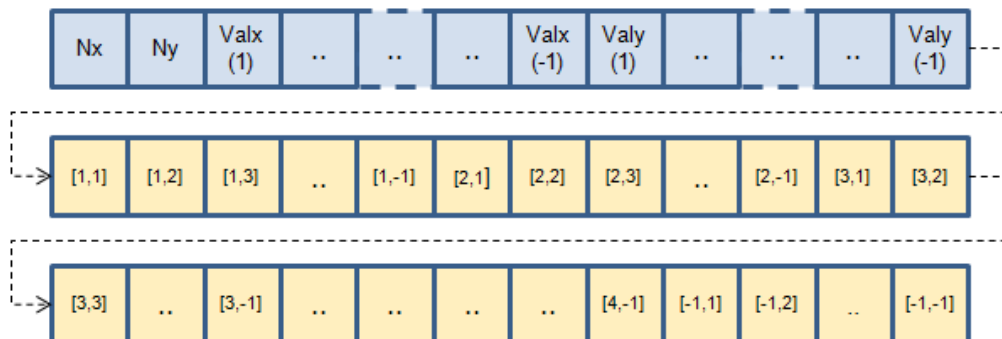 Nx Ny Valx (1) .. .. .. Valx (-1) Valy (1) .. .. .. Valy (-1)
[1,1] [1,2] [1,3] .. [1,-1] [2,1] [2,2] [2,3] .. [2,-1] [3,1] [3,2]
[3,3] .. [3,-1] .. .. .. .. [4,-1] [-1,1] [-1,2] .. [-1,-1]